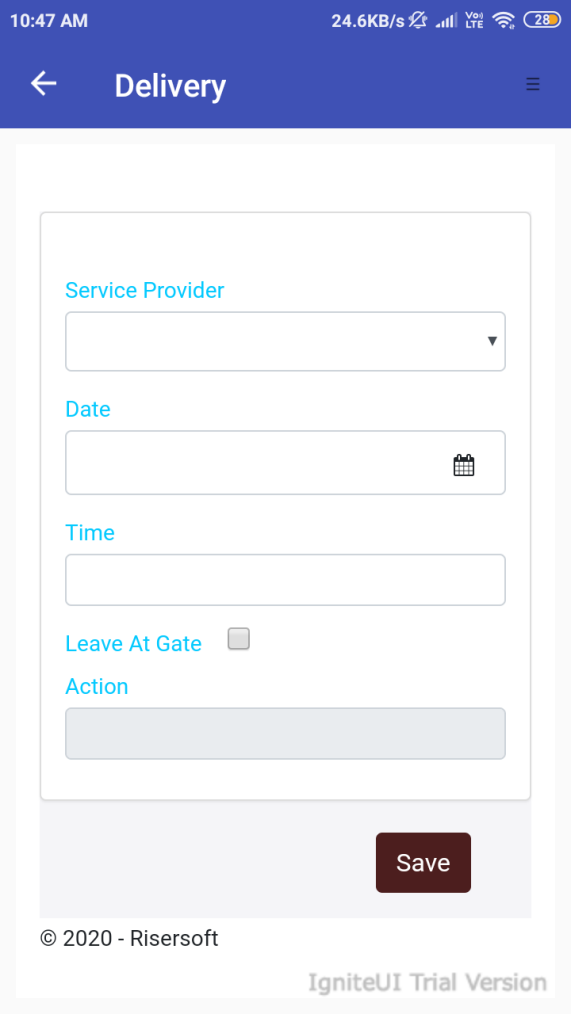 10:47 AM 24.6KB/s Vo) LTE 28
Delivery
Service Provider
Date
Time
Leave At Gate
Action
Save
© 2020 - Risersoft
IgniteUI Trial Version